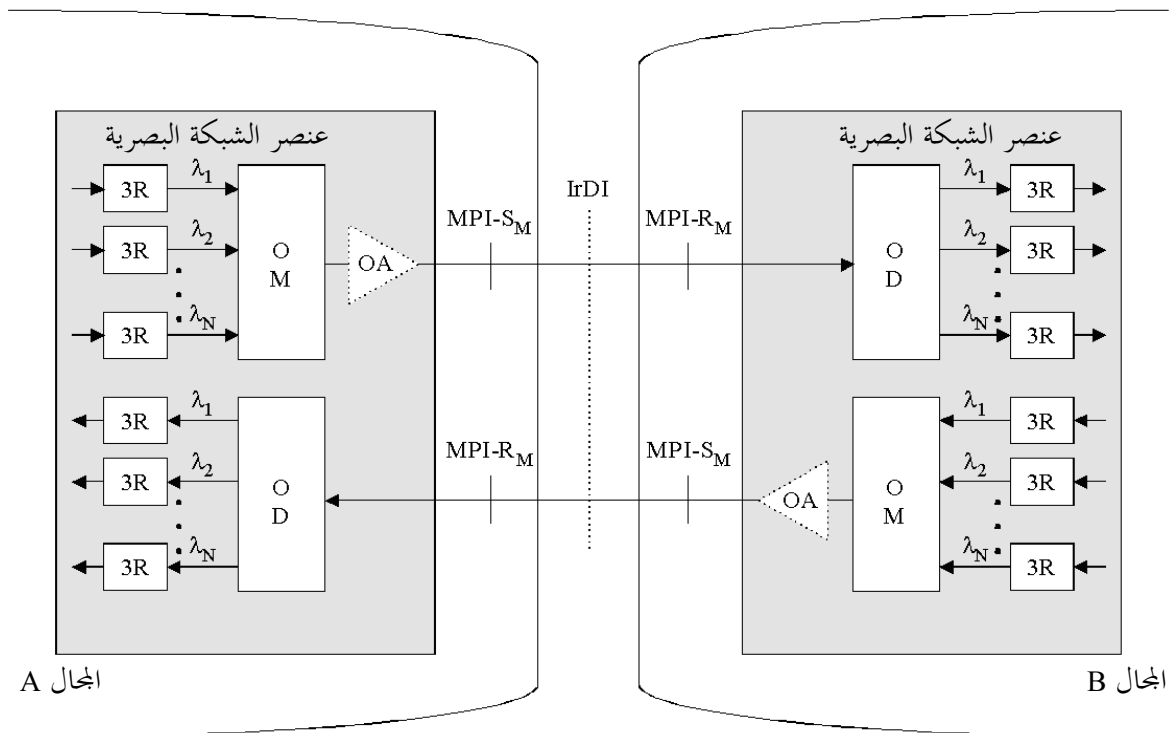 عنصر الشبكة البصرية
عنصر الشبكة البصرية
3R λ1
3R λ2
3R λN
O
M
OA
MPI-SM
IrDI
MPI-RM
O
D
λ1 3R
λ2 3R
λN 3R
3R λ1
3R λ2
3R λN
O
D
MPI-RM
MPI-SM
OA
O
M
λ1 3R
λ2 3R
λN 3R
المجال A
المجال B